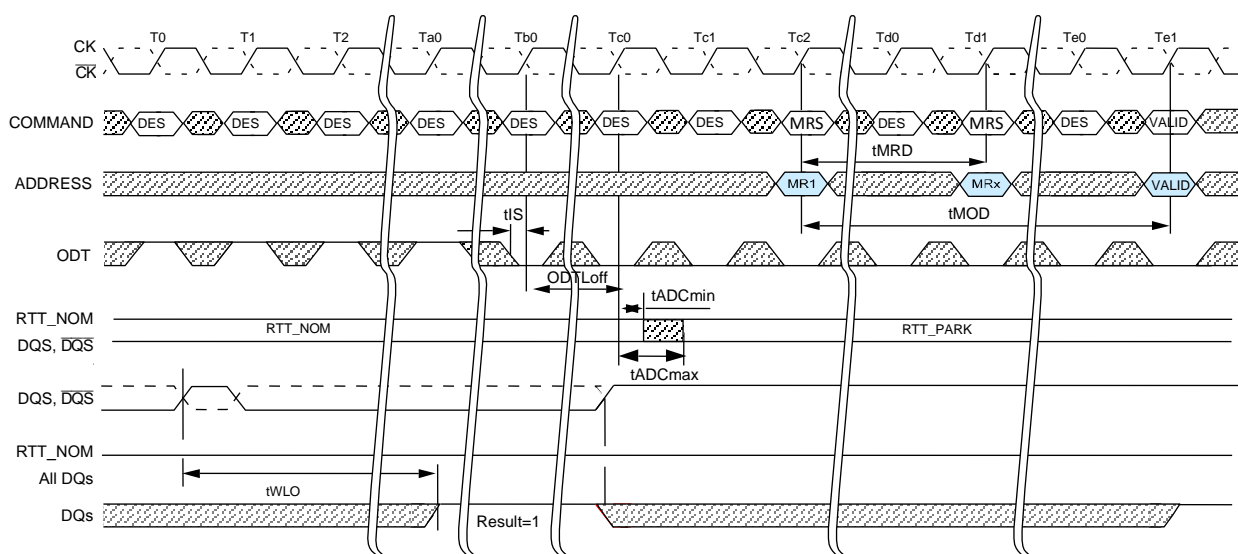 T0 T1 T2 Ta0 Tb0 Tc0 Tc1 Tc2 Td0 Td1 Te0 Te1
CK
CK
COMMAND DES DES DES DES DES DES DES MRS DES MRS DES VALID
tMRD
ADDRESS MR1 MRx VALID
tIS tMOD
ODT
ODTLoff
tADCmin
RTT_NOM
RTT_NOM RTT_PARK
DQS, DQS
tADCmax
DQS, DQS
RTT_NOM
All DQs
tWLO
DQs Result=1